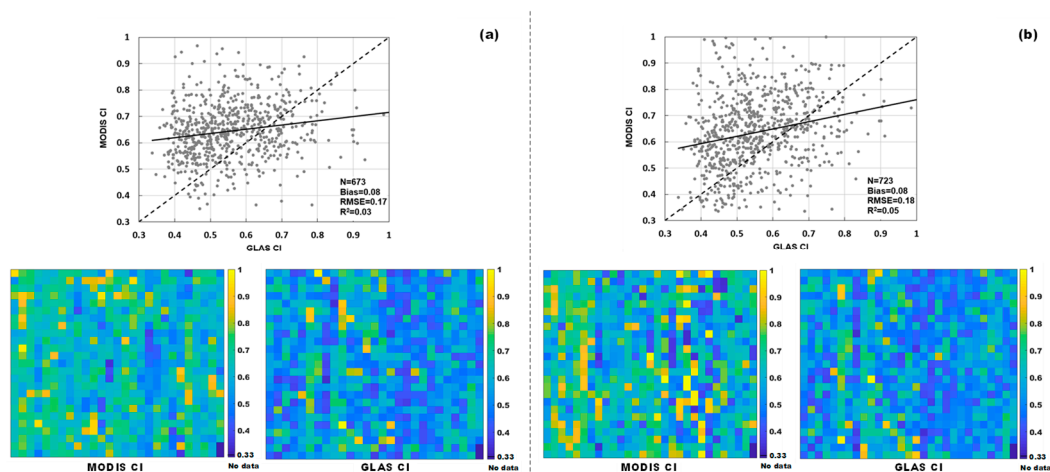 (a)
1
0.9
0.8
0.7
0.6
0.5
0.4
0.3
MODIS CI
N=673
Bias=0.08
RMSE=0.17
R²=0.03
0.3 0.4 0.5 0.6 0.7 0.8 0.9 1
GLAS CI
(b)
1
0.9
0.8
0.7
0.6
0.5
0.4
0.3
MODIS CI
N=723
Bias=0.08
RMSE=0.18
R²=0.05
0.3 0.4 0.5 0.6 0.7 0.8 0.9 1
GLAS CI
1
0.9
0.8
0.7
0.6
0.5
0.4
0.33
No data
MODIS CI
1
0.9
0.8
0.7
0.6
0.5
0.4
0.33
No data
GLAS CI
1
0.9
0.8
0.7
0.6
0.5
0.4
0.33
No data
MODIS CI
1
0.9
0.8
0.7
0.6
0.5
0.4
0.33
No data
GLAS CI